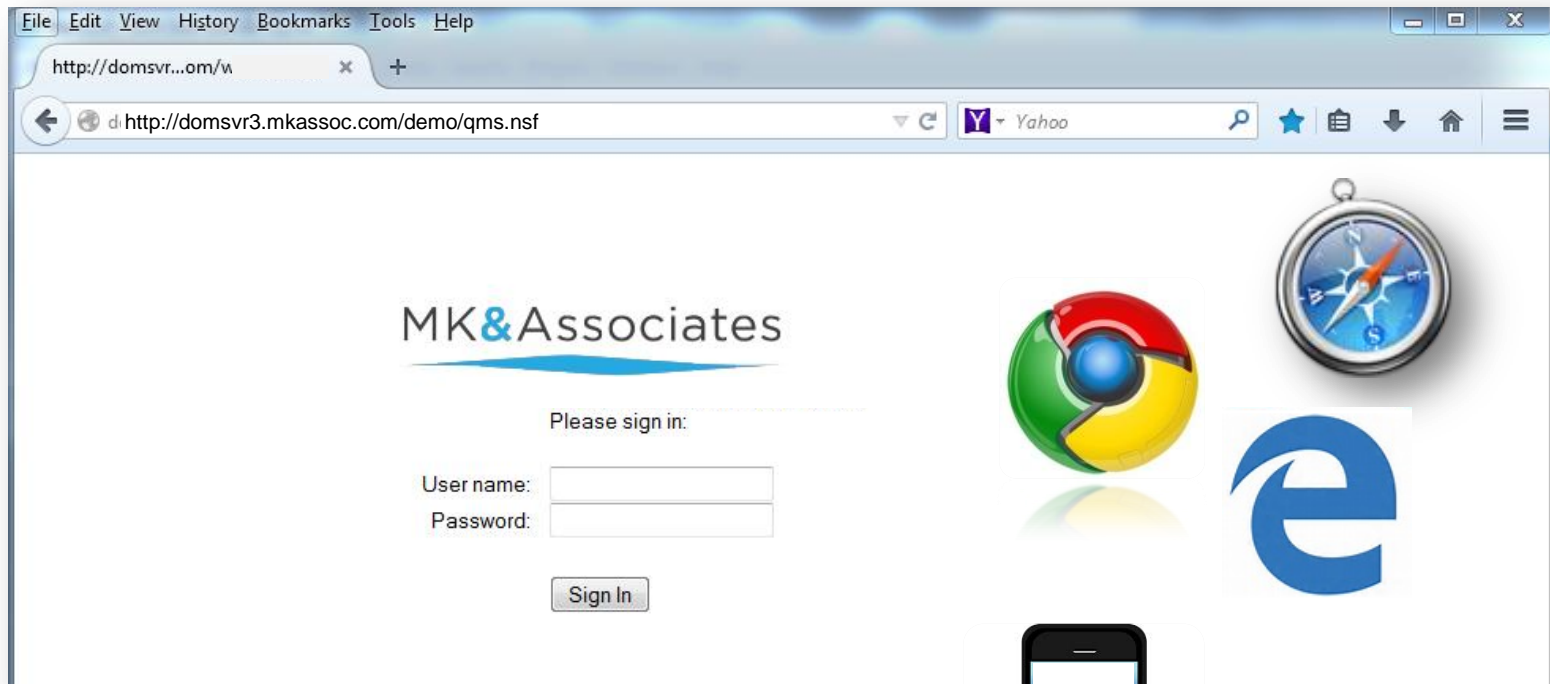 File Edit View History Bookmarks Tools Help
http://domsvr...om/w
http://domsvr3.mkassoc.com/demo/qms.nsf
Y Yahoo
N
E
W
S
MK&Associates
Please sign in:
User name:
Password:
Sign In